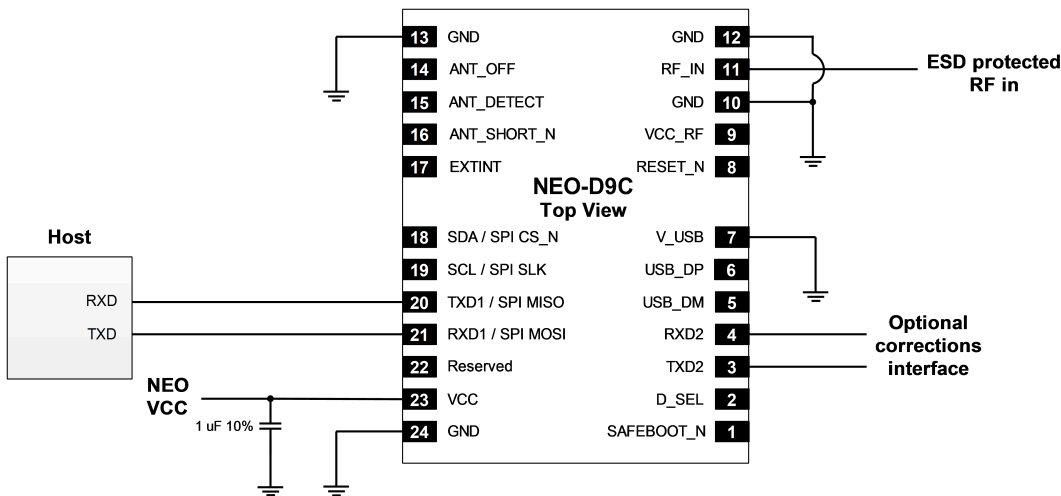 13 GND
GND 12
14 ANT_OFF
RF_IN 11
ESD protected
RF in
15 ANT_DETECT
GND 10
16 ANT_SHORT_N
VCC_RF 9
17 EXTINT
RESET_N 8
NEO-D9C
Top View
Host
18 SDA / SPI CS_N
V_USB 7
19 SCL / SPI SLK
USB_DP 6
RXD
20 TXD1 / SPI MISO
USB_DM 5
TXD
21 RXD1 / SPI MOSI
RXD2 4
Optional
corrections
interface
22 Reserved
TXD2 3
NEO
VCC
23 VCC
D_SEL 2
1 uF 10%
24 GND
SAFEBOOT_N 1